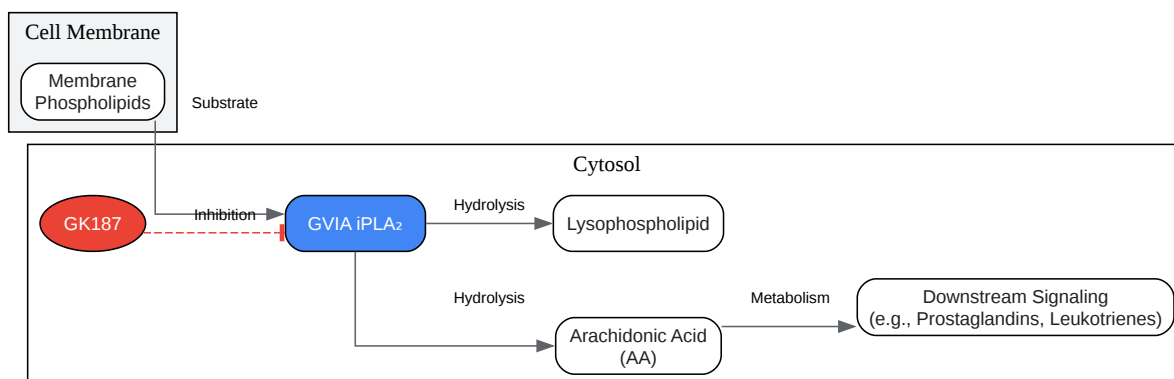 Cell Membrane
Membrane
Phospholipids
Substrate
Cytosol
GK187
Inhibition
GVIA iPLA₂
Hydrolysis
Lysophospholipid
Hydrolysis
Arachidonic Acid
(AA)
Metabolism
Downstream Signaling
(e.g., Prostaglandins, Leukotrienes)